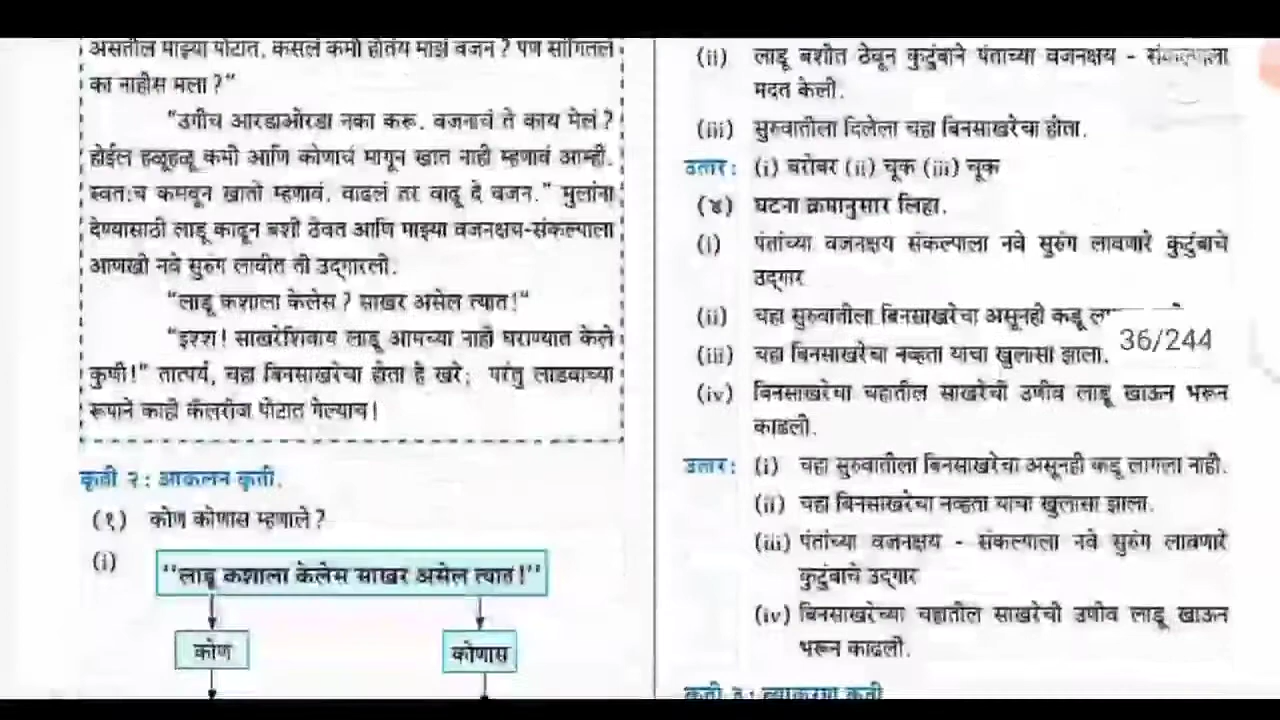 असतील माझ्या पोटात. कसलं कमी होतंय माझं वजन ? पण सांगितलं
का नाहीस मला ?"
"उगीच आरडाओरडा नका करू. वजनाचं ते काय मेलं ?
होईल हळूहळू कमी आणि कोणाचं मागून खात नाही म्हणावं आम्ही.
स्वतःच कमवून खातो म्हणावं. वाढलं तर वाढू दे वजन." मुलांना
देण्यासाठी लाडू काढून बशी ठेवत आणि माझ्या वजनक्षय-संकल्पाला
आणखी नवे सुरुंग लावीत ती उद्गारली.
"लाडू कशाला केलेस ? साखर असेल त्यात !"
"इश्श ! साखरेशिवाय लाडू आमच्या नाही घराण्यात केले
कुणी !" तात्पर्य, चहा बिनसाखरेचा होता हे खरे; परंतु लाडवाच्या
रूपाने काही कॅलरीज पोटात गेल्याच !
कृती २ : आकलन कृती.
(१) कोण कोणास म्हणाले ?
(i) "लाडू कशाला केलेस साखर असेल त्यात !"
कोण कोणास
(ii) लाडू बशीत ठेवून कुटुंबाने पंताच्या वजनक्षय - संकल्पाला
मदत केली.
(iii) सुरुवातीला दिलेला चहा बिनसाखरेचा होता.
उत्तर : (i) बरोबर (ii) चूक (iii) चूक
(४) घटना क्रमानुसार लिहा.
(i) पंतांच्या वजनक्षय संकल्पाला नवे सुरुंग लावणारे कुटुंबाचे
उद्‌गार
(ii) चहा सुरुवातीला बिनसाखरेचा असूनही कडू
36/244
(iii) चहा बिनसाखरेचा नव्हता याचा खुलासा झाला.
(iv) बिनसाखरेचा चहातील साखरेची उणीव लाडू खाऊन भरून
काढली.
उत्तर : (i) चहा सुरुवातीला बिनसाखरेचा असूनही कडू लागला नाही.
(ii) चहा बिनसाखरेचा नव्हता याचा खुलासा झाला.
(iii) पंतांच्या वजनक्षय - संकल्पाला नवे सुरुंग लावणारे
कुटुंबाचे उद्‌गार
(iv) बिनसाखरेच्या चहातील साखरेची उणीव लाडू खाऊन
भरून काढली.
कृती ३ : व्याकरण कृती